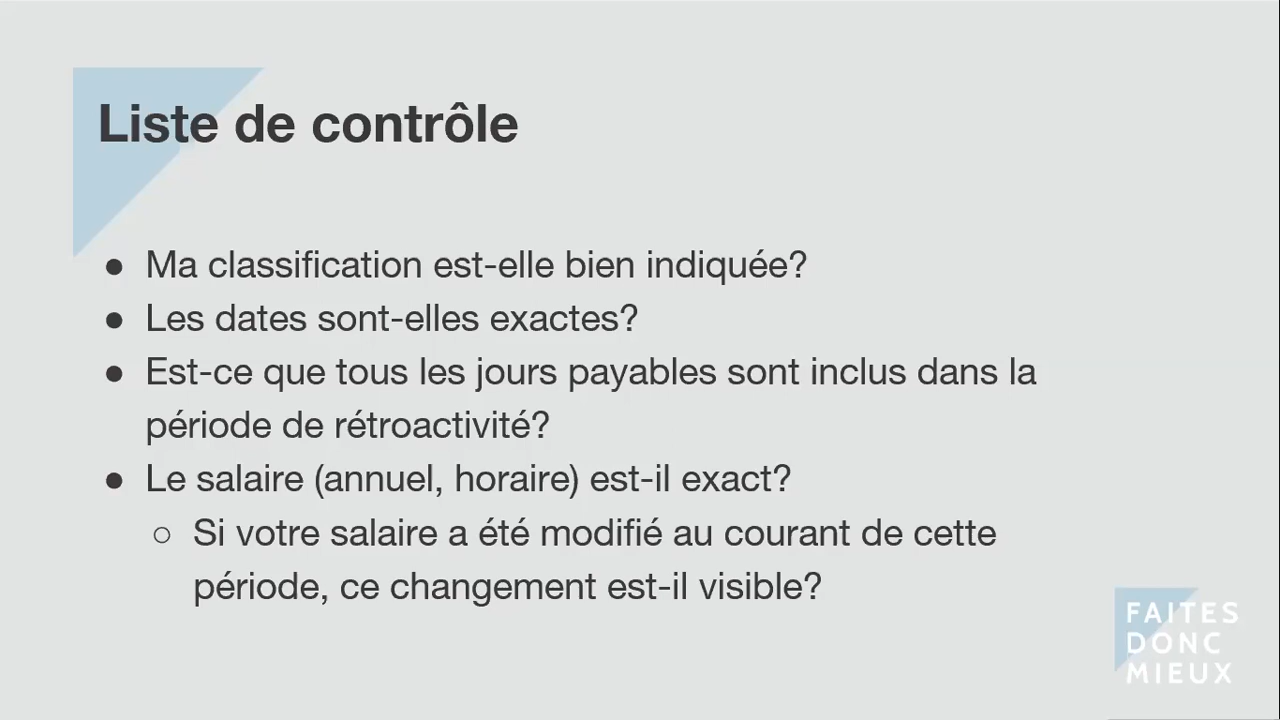 Liste de contrôle
● Ma classification est-elle bien indiquée?
● Les dates sont-elles exactes?
● Est-ce que tous les jours payables sont inclus dans la
période de rétroactivité?
● Le salaire (annuel, horaire) est-il exact?
○ Si votre salaire a été modifié au courant de cette
période, ce changement est-il visible?
FAITES
DONC
MIEUX